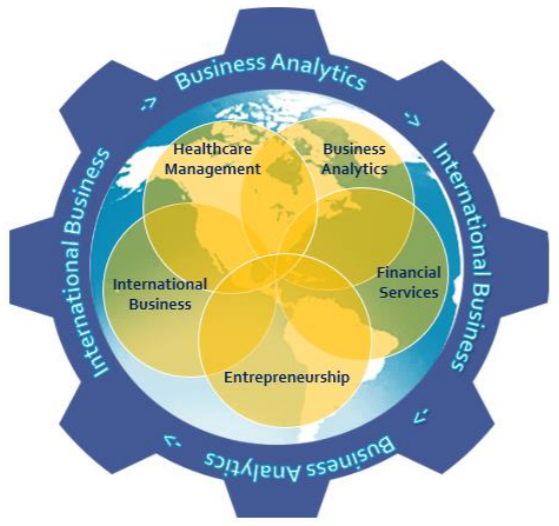 Business Analytics
->
International Business
->
Business Analytics
->
International Business
->
Healthcare
Management
Business
Analytics
International
Business
Financial
Services
Entrepreneurship